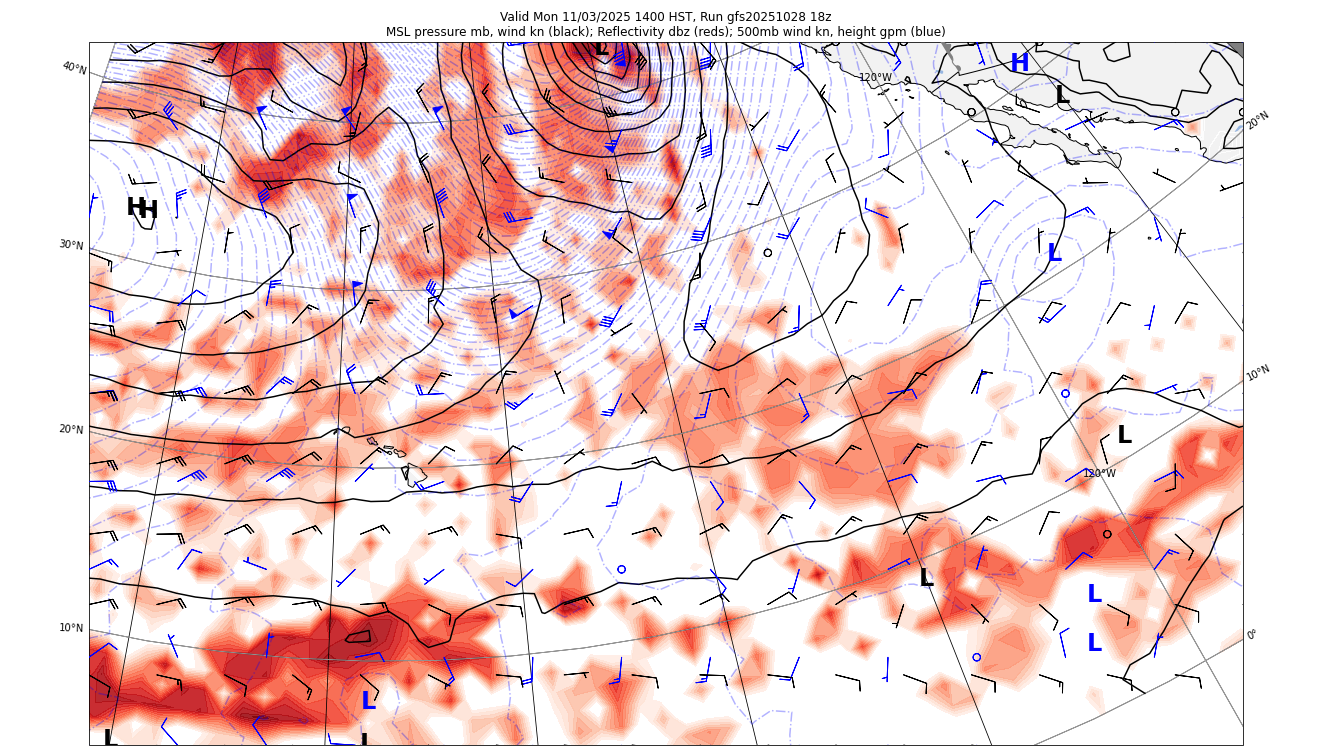 Valid Mon 11/03/2025 1400 HST, Run gfs20251028 18z
MSL pressure mb, wind kn (black); Reflectivity dbz (reds); 500mb wind kn, height gpm (blue)
L
H
40°N
120°W
L
20°N
H H
30°N
L
10°N
20°N
L
120°W
L
L
10°N
0°
L
L
L
L